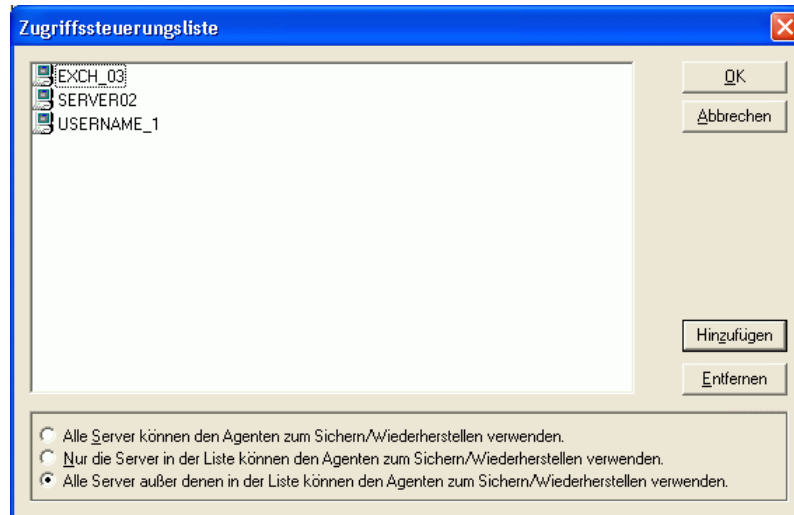 Zugriffssteuerungsliste
EXCH_03
SERVER02
USERNAME_1
OK
Abbrechen
Hinzufügen
Entfernen
Alle Server können den Agenten zum Sichern/Wiederherstellen verwenden.
Nur die Server in der Liste können den Agenten zum Sichern/Wiederherstellen verwenden.
Alle Server außer denen in der Liste können den Agenten zum Sichern/Wiederherstellen verwenden.